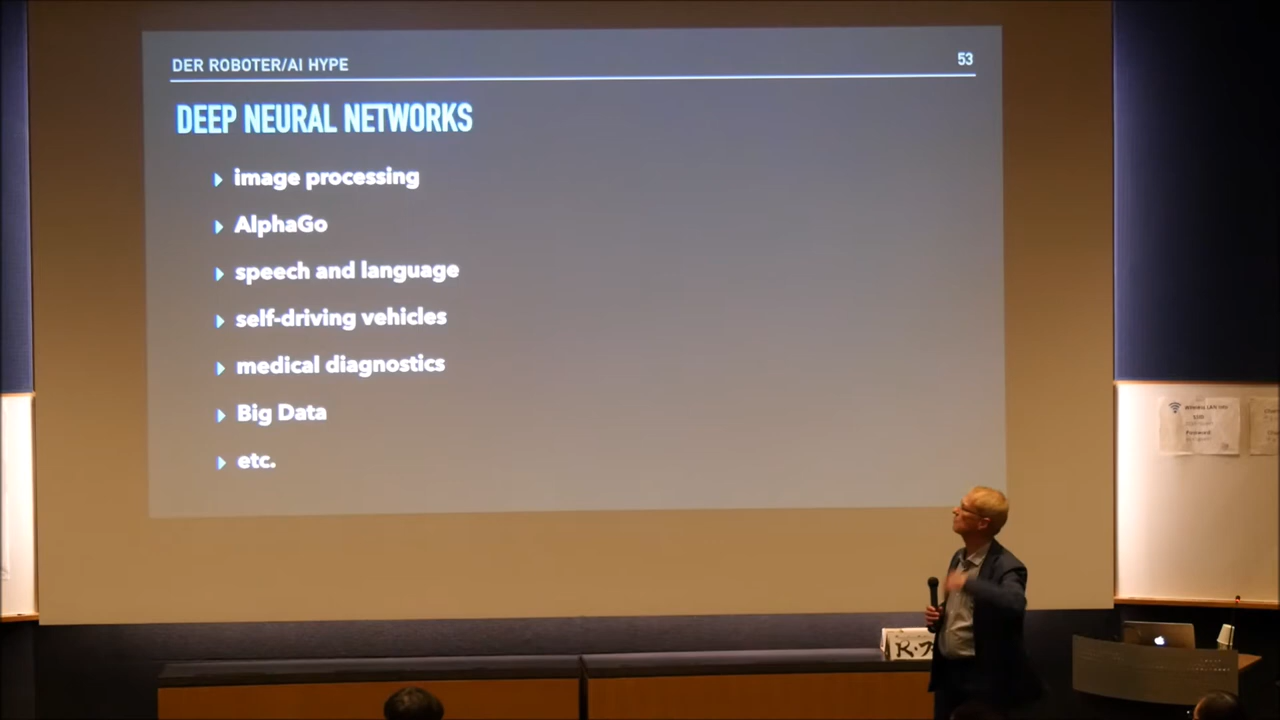 DER ROBOTER/AI HYPE
53
DEEP NEURAL NETWORKS
image processing
AlphaGo
speech and language
self-driving vehicles
medical diagnostics
Big Data
etc.
Password